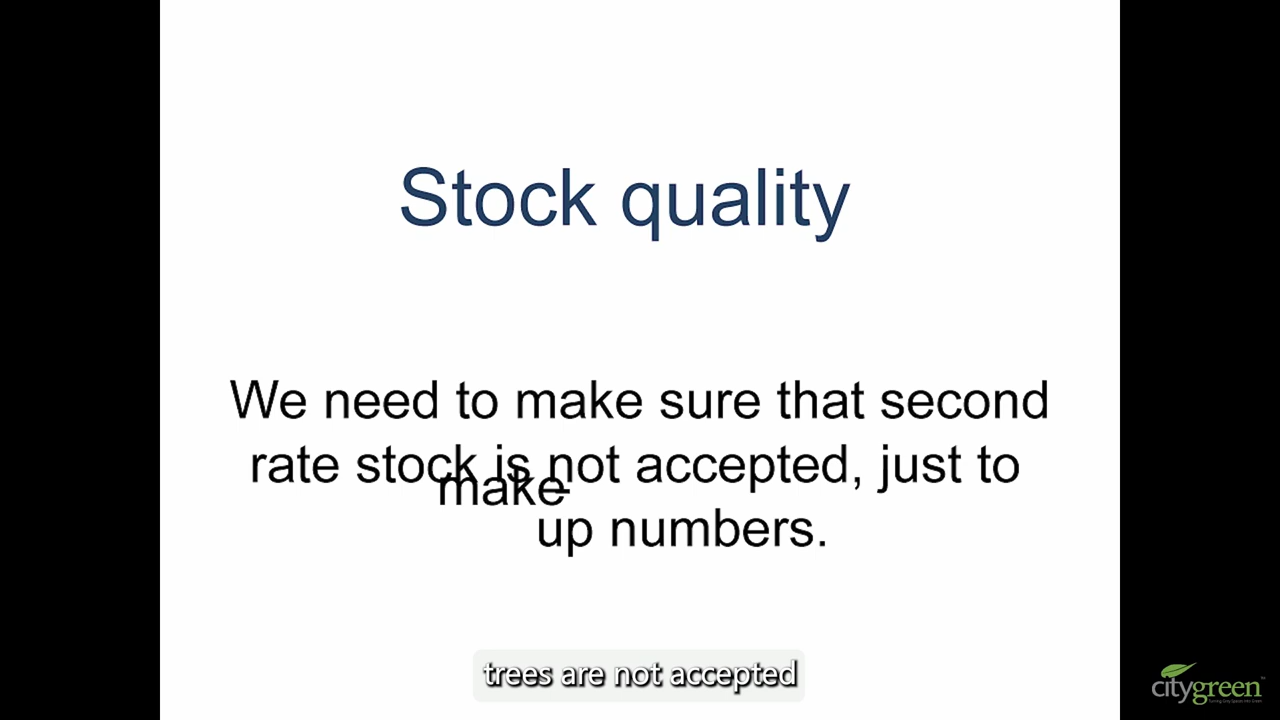 Stock quality
We need to make sure that second
rate stock is not accepted, just to
make
up numbers.
trees are not accepted
citygreen